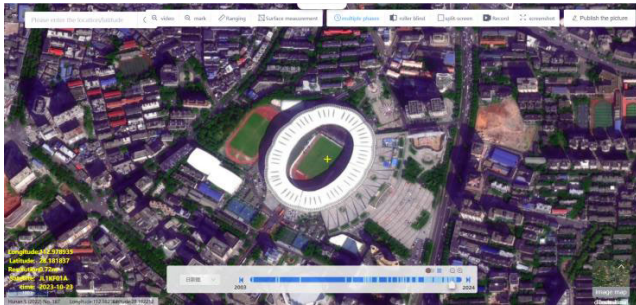 Please enter the location/latitude
video
mark
Ranging
Surface measurement
multiple phases
roller blind
split screen
Record
screenshot
Publish the picture
Longitude: 112.978935
Latitude: 28.181837
Resolution: 0.72m
Satellite: JL1KF01A
time: 2023-10-23
2003
2024
image map